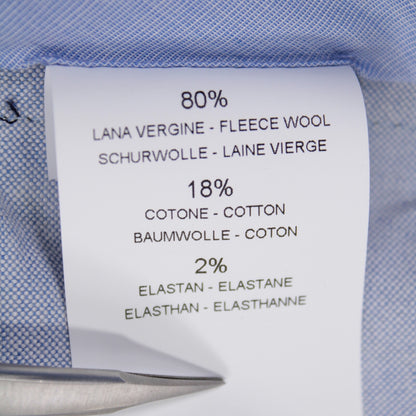 80%
LANA VERGINE - FLEECE WOOL
SCHURWOLLE - LAINE VIERGE
18%
COTONE - COTTON
BAUMWOLLE - COTON
2%
ELASTAN - ELASTANE
ELASTHAN - ELASTHANNE